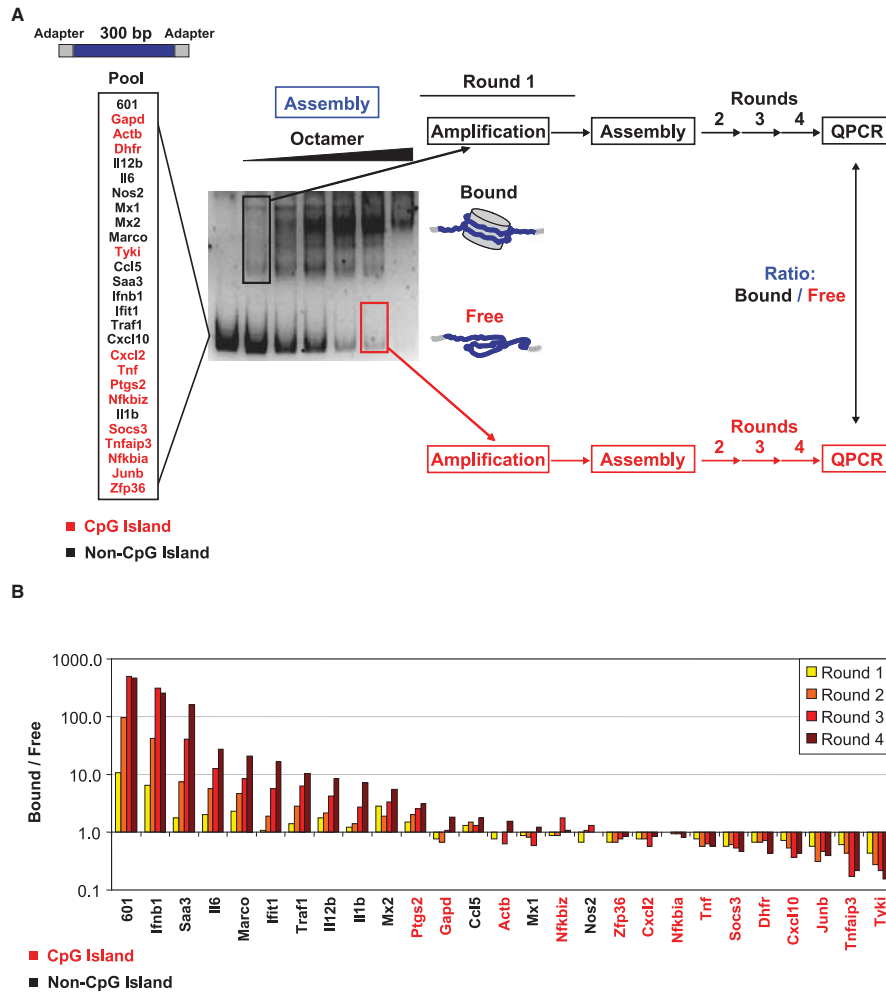 A
Adapter 300 bp Adapter
Pool
601
Gapd
Actb
Dhfr
Il12b
Il6
Nos2
Mx1
Mx2
Marco
Tyki
Ccl5
Saa3
Ifnb1
Ifit1
Traf1
Cxcl10
Cxcl2
Tnf
Ptgs2
Nfkbiz
Il1b
Socs3
Tnfaip3
Nfkbia
Junb
Zfp36
CpG Island
Non-CpG Island
Assembly
Octamer
Round 1
Amplification
Assembly
Rounds
2 3 4
QPCR
Bound
Free
Ratio:
Bound / Free
Amplification
Assembly
Rounds
2 3 4
QPCR
B
Bound / Free
1000.0
100.0
10.0
1.0
0.1
Round 1
Round 2
Round 3
Round 4
601
Ifnb1
Saa3
Il6
Marco
Ifit1
Traf1
Il12b
Il1b
Mx2
Ptgs2
Gapd
Ccl5
Actb
Mx1
Nfkbiz
Nos2
Zfp36
Cxcl2
Nfkbia
Tnf
Socs3
Dhfr
Cxcl10
Junb
Tnfaip3
Tyki
CpG Island
Non-CpG Island